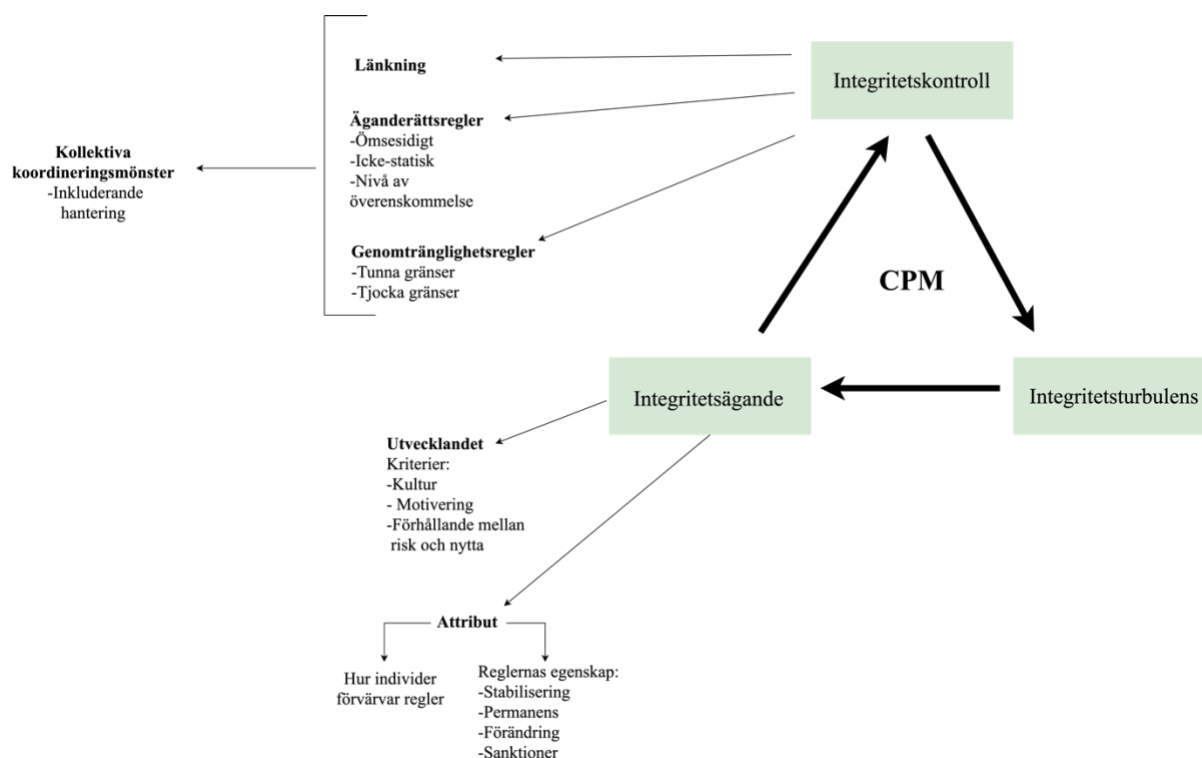 Länkning
Integritetskontroll
Äganderättsregler
-Ömsesidigt
-Icke-statisk
-Nivå av
överenskommelse
Kollektiva
koordineringsmönster
-Inkluderande
hantering
Genomtränglighetsregler
-Tunna gränser
-Tjocka gränser
CPM
Integritetsägande
Integritetsturbulens
Utvecklandet
Kriterier:
-Kultur
- Motivering
-Förhållande mellan
risk och nytta
Attribut
Hur individer
förvärvar regler
Reglernas egenskap:
-Stabilisering
-Permanens
-Förändring
-Sanktioner